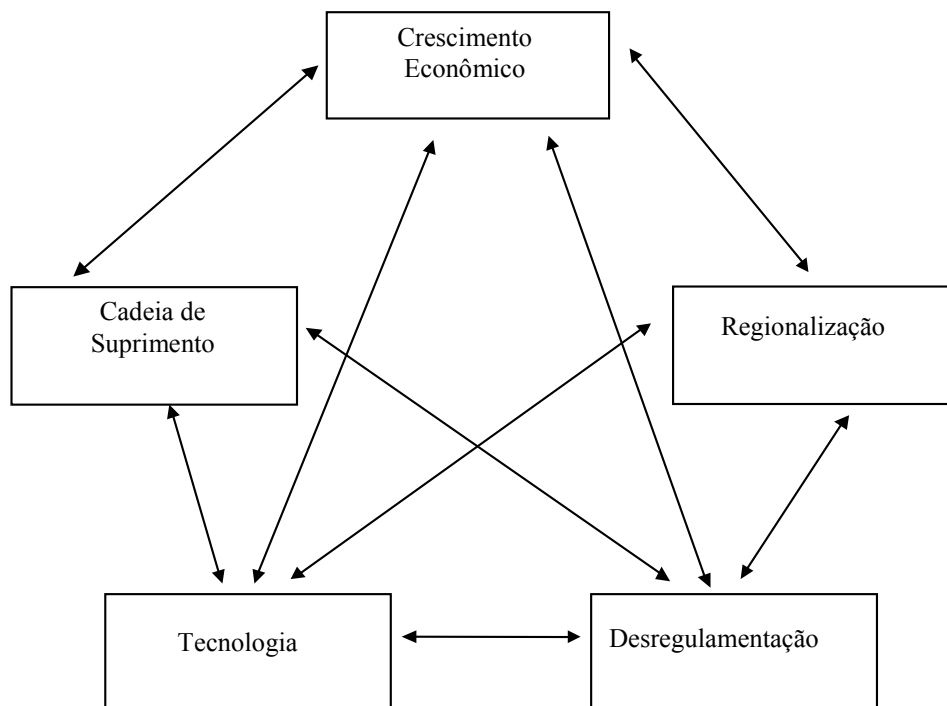 Crescimento
Econômico
Cadeia de
Suprimento
Regionalização
Tecnologia
Desregulamentação